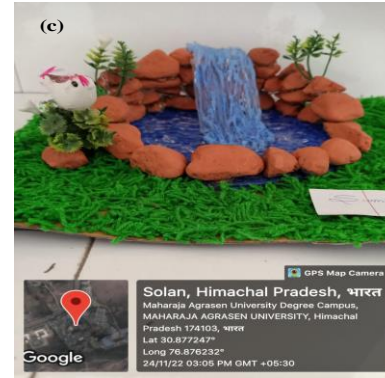 (c)
GPS Map Camera
Solan, Himachal Pradesh, भारत
Maharaja Agrasen University Degree Campus,
MAHARAJA AGRASEN UNIVERSITY, Himachal
Pradesh 174103, भारत
Lat 30.877247°
Long 76.876232°
24/11/22 03:05 PM GMT +05:30
Google